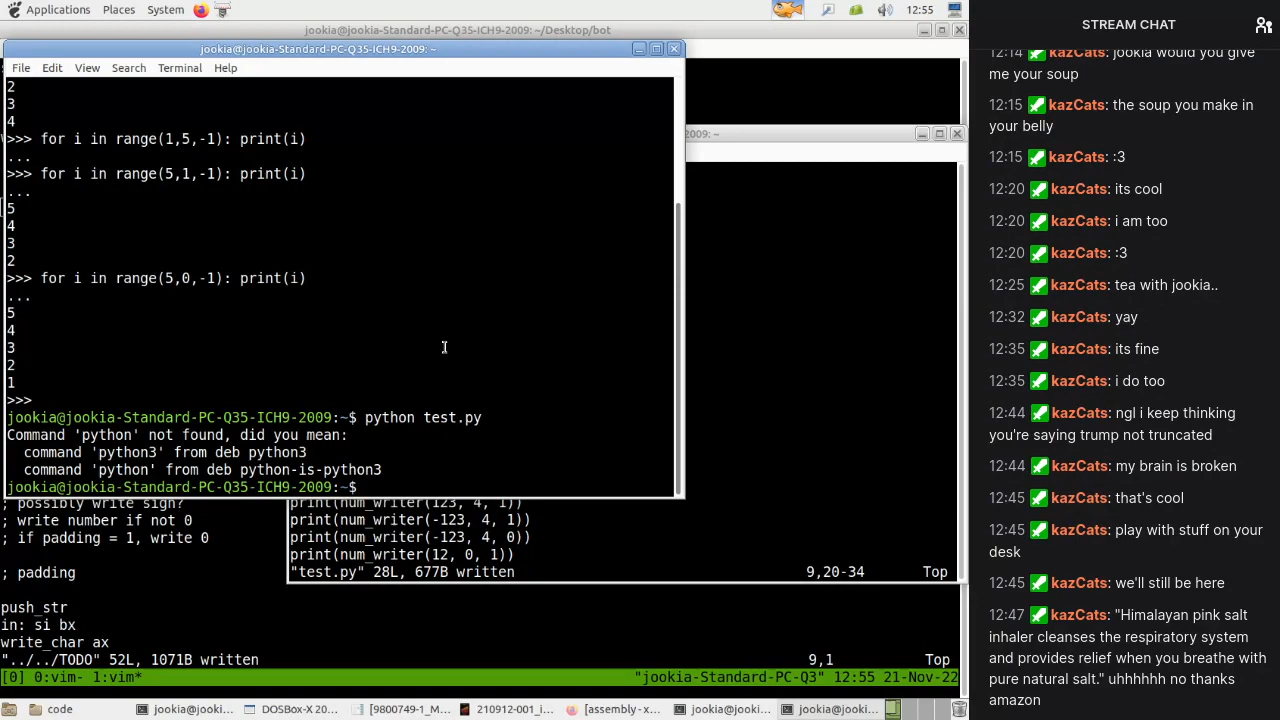 Applications Places System 12:55
jookia@jookia-Standard-PC-Q35-ICH9-2009: ~/Desktop/bot
jookia@jookia-Standard-PC-Q35-ICH9-2009: ~
File Edit View Search Terminal Help
2009: ~
2
3
4
>>> for i in range(1,5,-1): print(i)
...
>>> for i in range(5,1,-1): print(i)
...
5
4
3
2
>>> for i in range(5,0,-1): print(i)
...
5
4
3
2
1
>>>
jookia@jookia-Standard-PC-Q35-ICH9-2009:~$ python test.py
Command 'python' not found, did you mean:
  command 'python3' from deb python3
  command 'python' from deb python-is-python3
jookia@jookia-Standard-PC-Q35-ICH9-2009:~$
; possibly write sign?
; write number if not 0
; if padding = 1, write 0
; padding
push_str
in: si bx
write_char ax
"../../TODO" 52L, 1071B written 9,1 Top
[0] 0:vim- 1:vim* "jookia-Standard-PC-Q3" 12:55 21-Nov-22
print(num_writer(123, 4, 1))
print(num_writer(-123, 4, 1))
print(num_writer(-123, 4, 0))
print(num_writer(12, 0, 1))
"test.py" 28L, 677B written 9,20-34 Top
code jookia@jooki... DOSBox-X 20... [9800749-1_M... 210912-001_i... [assembly - x... jookia@jooki... jookia@jooki...
STREAM CHAT
12:14 kazCats: jookia would you give
me your soup
12:15 kazCats: the soup you make in
your belly
12:15 kazCats: :3
12:20 kazCats: its cool
12:20 kazCats: i am too
12:20 kazCats: :3
12:25 kazCats: tea with jookia..
12:32 kazCats: yay
12:35 kazCats: its fine
12:35 kazCats: i do too
12:44 kazCats: ngl i keep thinking
you're saying trump not truncated
12:44 kazCats: my brain is broken
12:45 kazCats: that's cool
12:45 kazCats: play with stuff on your
desk
12:45 kazCats: we'll still be here
12:47 kazCats: "Himalayan pink salt
inhaler cleanses the respiratory system
and provides relief when you breathe with
pure natural salt." uhhhhhh no thanks
amazon